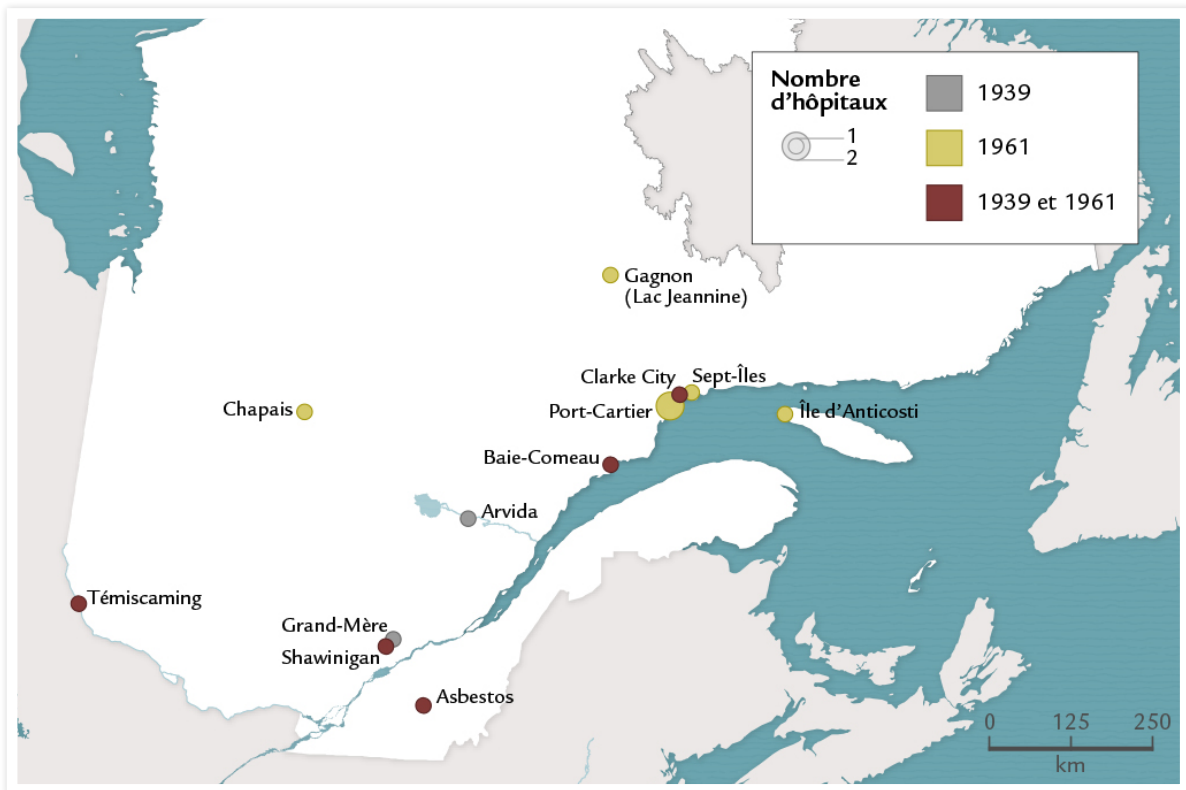 Nombre
d'hôpitaux
1
2
1939
1961
1939 et 1961
Gagnon
(Lac Jeannine)
Clarke City
Sept-Îles
Chapais
Port-Cartier
Île d'Anticosti
Baie-Comeau
Arvida
Témiscaming
Grand-Mère
Shawinigan
Asbestos
0 125 250
km